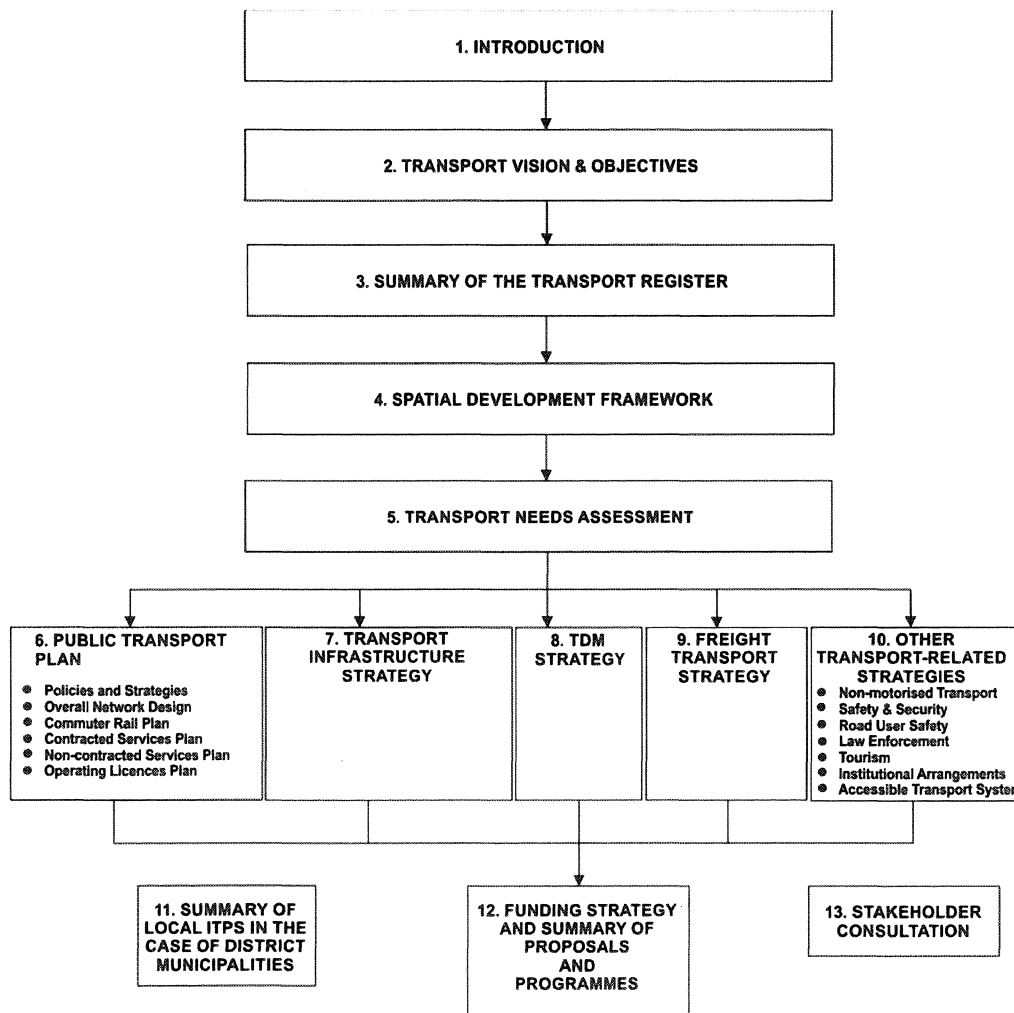 1. INTRODUCTION
2. TRANSPORT VISION & OBJECTIVES
3. SUMMARY OF THE TRANSPORT REGISTER
4. SPATIAL DEVELOPMENT FRAMEWORK
5. TRANSPORT NEEDS ASSESSMENT
6. PUBLIC TRANSPORT
PLAN
● Policies and Strategies
● Overall Network Design
● Commuter Rail Plan
● Contracted Services Plan
● Non-contracted Services Plan
● Operating Licences Plan
7. TRANSPORT
INFRASTRUCTURE
STRATEGY
8. TDM
STRATEGY
9. FREIGHT
TRANSPORT
STRATEGY
10. OTHER
TRANSPORT-RELATED
STRATEGIES
● Non-motorised Transport
● Safety & Security
● Road User Safety
● Law Enforcement
● Tourism
● Institutional Arrangements
● Accessible Transport System
11. SUMMARY OF
LOCAL ITPS IN THE
CASE OF DISTRICT
MUNICIPALITIES
12. FUNDING STRATEGY
AND SUMMARY OF
PROPOSALS
AND
PROGRAMMES
13. STAKEHOLDER
CONSULTATION